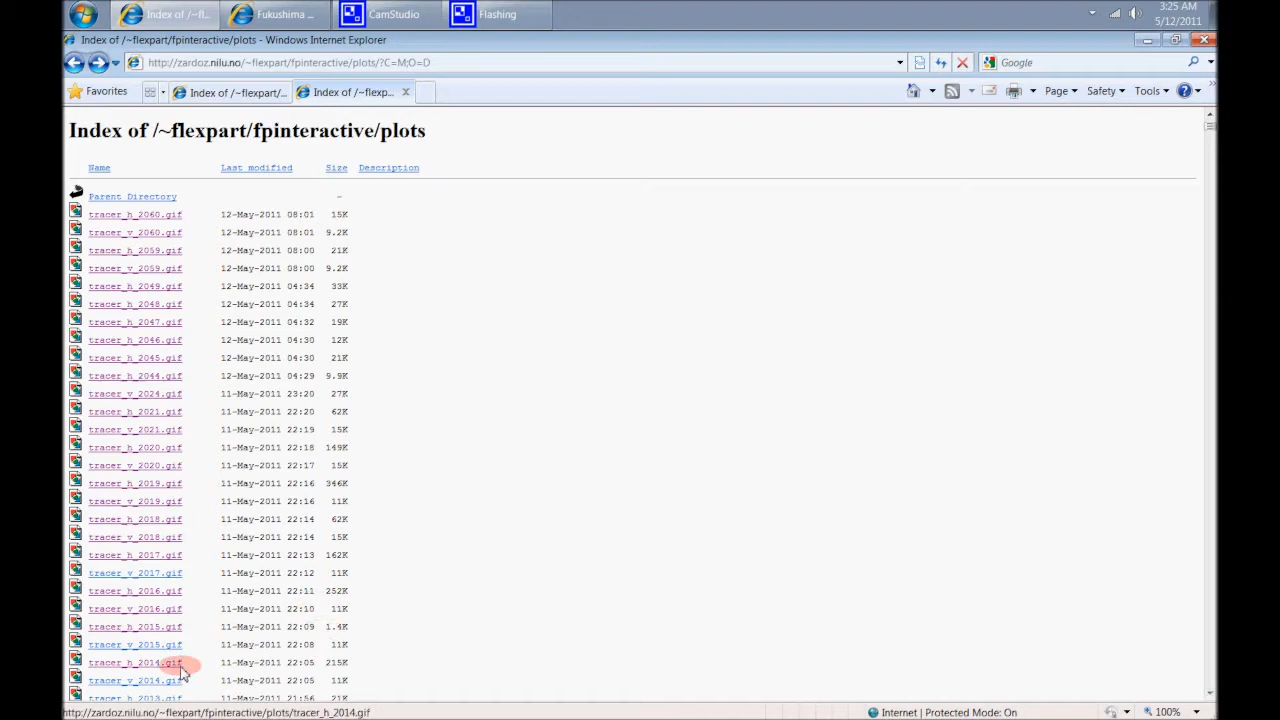 Index of /~fl...
Fukushima ...
CamStudio
Flashing
3:25 AM
5/12/2011
Index of /~flexpart/fpinteractive/plots - Windows Internet Explorer
http://zardoz.nilu.no/~flexpart/fpinteractive/plots/?C=M;O=D
Google
Favorites
Index of /~flexpart/...
Index of /~flexp...
Page
Safety
Tools
Index of /~flexpart/fpinteractive/plots
Name Last modified Size Description
Parent Directory -
tracer_h_2060.gif 12-May-2011 08:01 15K
tracer_v_2060.gif 12-May-2011 08:01 9.2K
tracer_h_2059.gif 12-May-2011 08:00 21K
tracer_v_2059.gif 12-May-2011 08:00 9.2K
tracer_h_2049.gif 12-May-2011 04:34 33K
tracer_h_2048.gif 12-May-2011 04:34 27K
tracer_h_2047.gif 12-May-2011 04:32 19K
tracer_h_2046.gif 12-May-2011 04:30 12K
tracer_h_2045.gif 12-May-2011 04:30 21K
tracer_h_2044.gif 12-May-2011 04:29 9.9K
tracer_v_2024.gif 11-May-2011 23:20 27K
tracer_h_2021.gif 11-May-2011 22:20 62K
tracer_v_2021.gif 11-May-2011 22:19 15K
tracer_h_2020.gif 11-May-2011 22:18 149K
tracer_v_2020.gif 11-May-2011 22:17 15K
tracer_h_2019.gif 11-May-2011 22:16 346K
tracer_v_2019.gif 11-May-2011 22:16 11K
tracer_h_2018.gif 11-May-2011 22:14 62K
tracer_v_2018.gif 11-May-2011 22:14 15K
tracer_h_2017.gif 11-May-2011 22:13 162K
tracer_v_2017.gif 11-May-2011 22:12 11K
tracer_h_2016.gif 11-May-2011 22:11 252K
tracer_v_2016.gif 11-May-2011 22:10 11K
tracer_h_2015.gif 11-May-2011 22:09 1.4K
tracer_v_2015.gif 11-May-2011 22:08 11K
tracer_h_2014.gif 11-May-2011 22:05 215K
tracer_v_2014.gif 11-May-2011 22:05 11K
tracer_h_2013.gif 11-May-2011 21:56 21K
http://zardoz.nilu.no/~flexpart/fpinteractive/plots/tracer_h_2014.gif
Internet | Protected Mode: On
100%